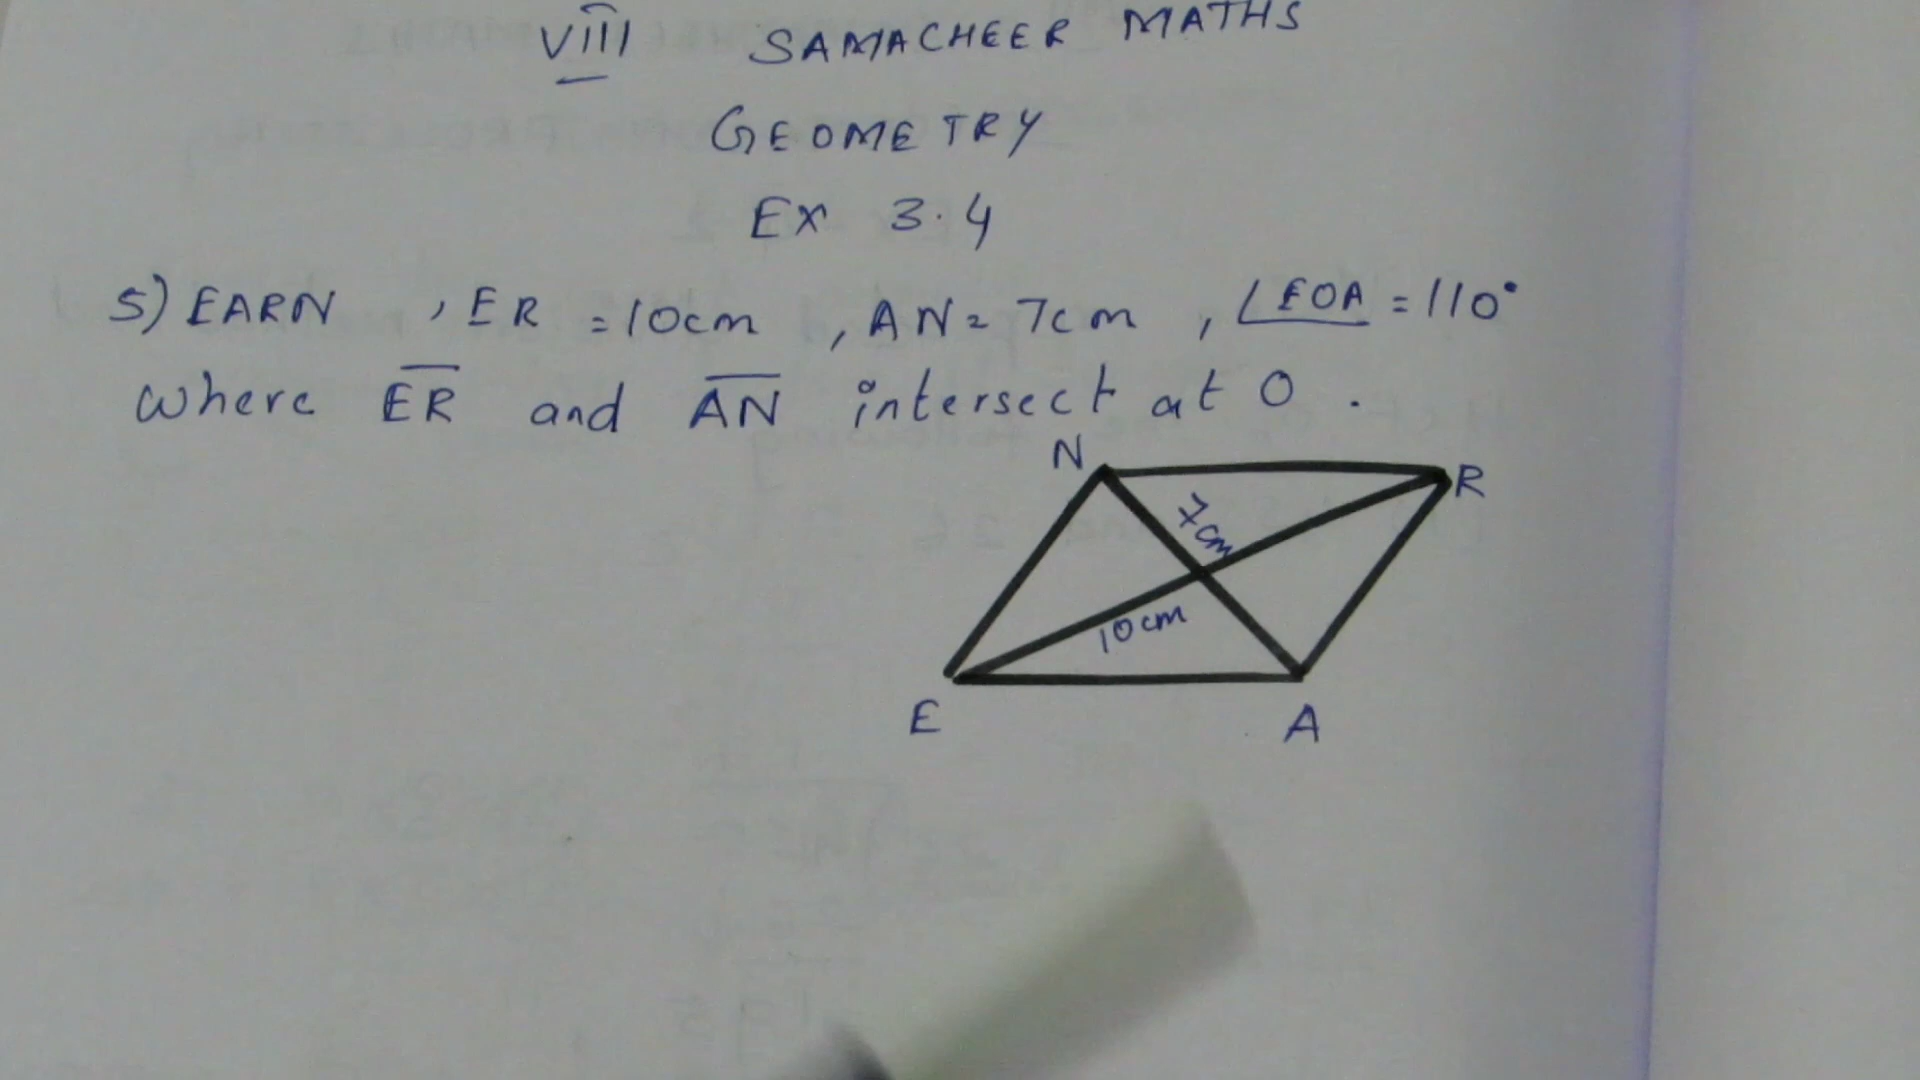 VIII SAMACHEER MATHS
GEOMETRY
EX 3.4
5) EARN , ER = 10cm , AN = 7cm , ∠EOA = 110°
Where ER and AN intersect at O .
N
R
7cm
10cm
E
A